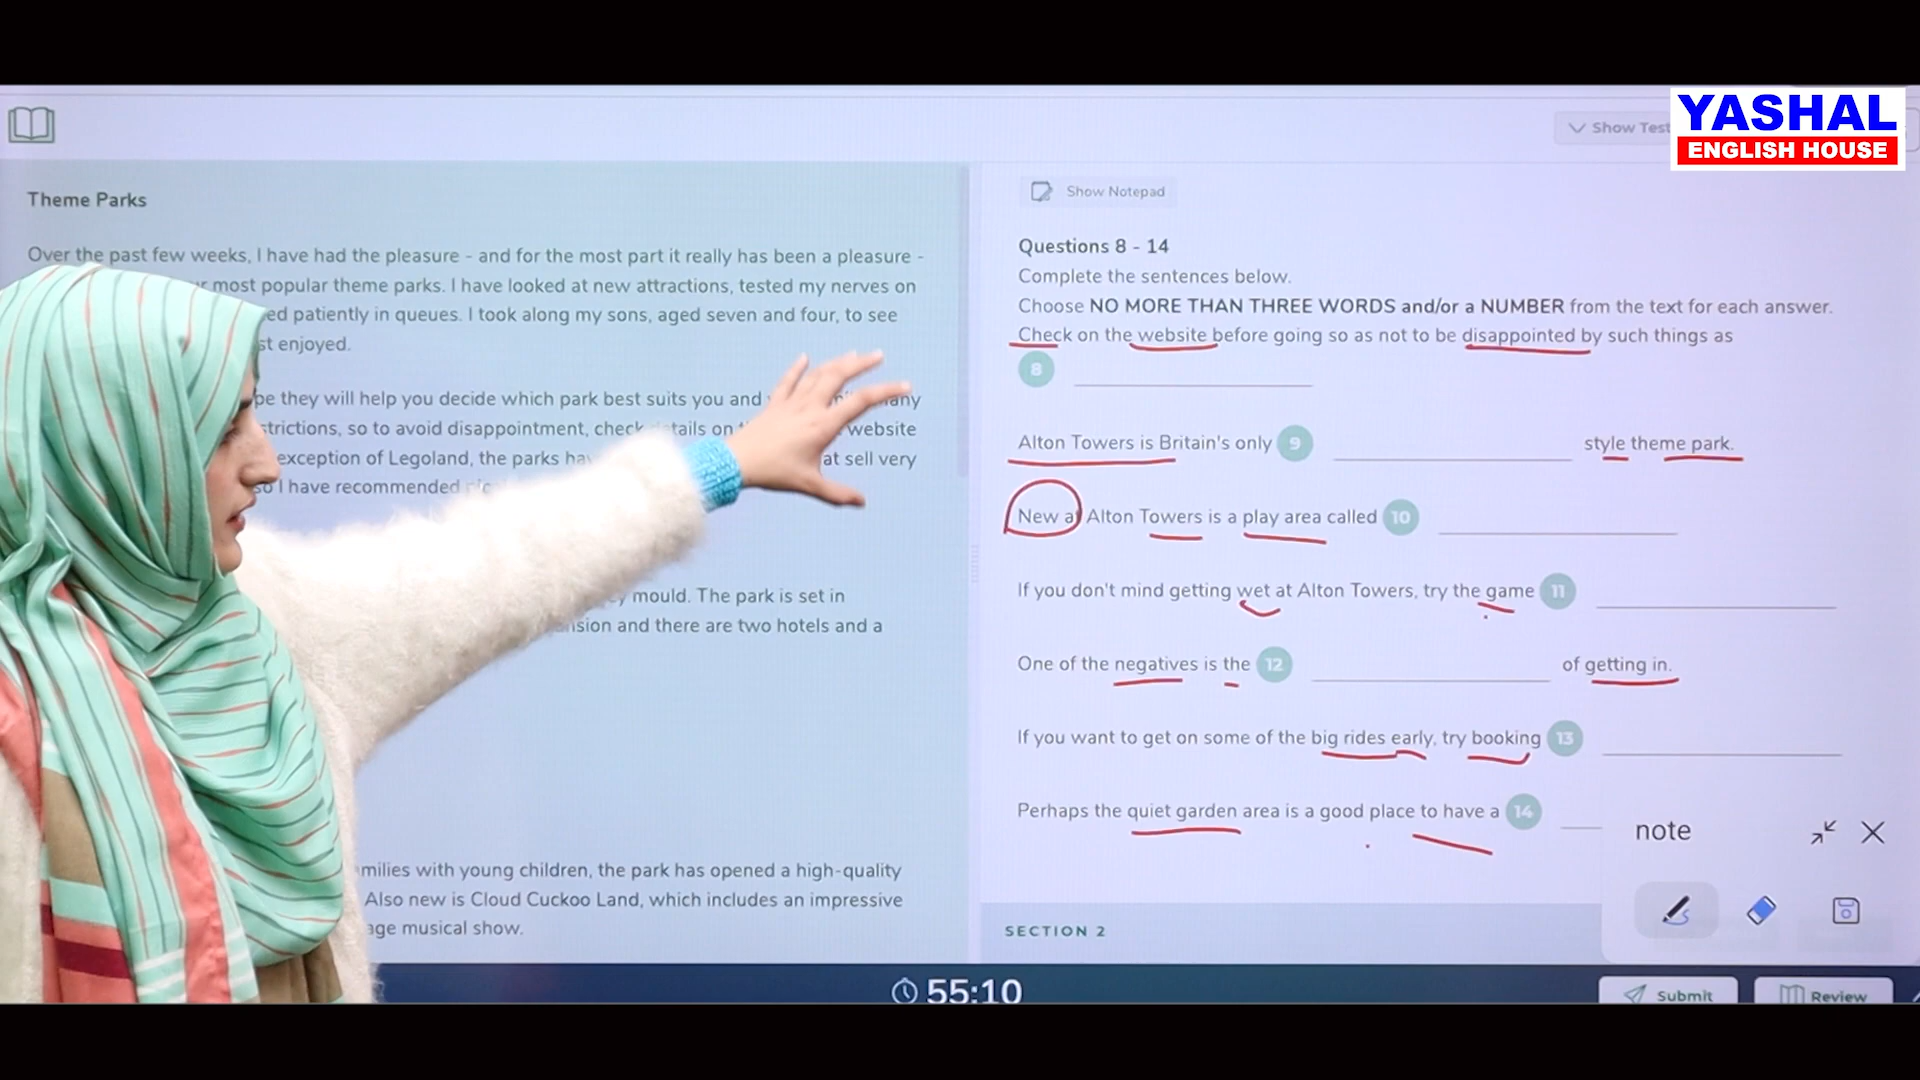 YASHAL
ENGLISH HOUSE
Show Test
Theme Parks
Over the past few weeks, I have had the pleasure - and for the most part it really has been a pleasure -
most popular theme parks. I have looked at new attractions, tested my nerves on
ed patiently in queues. I took along my sons, aged seven and four, to see
st enjoyed.
pe they will help you decide which park best suits you and
strictions, so to avoid disappointment, check details on website
exception of Legoland, the parks at sell very
so I have recommended
mould. The park is set in
nsion and there are two hotels and a
milies with young children, the park has opened a high-quality
Also new is Cloud Cuckoo Land, which includes an impressive
age musical show.
Show Notepad
Questions 8 - 14
Complete the sentences below.
Choose NO MORE THAN THREE WORDS and/or a NUMBER from the text for each answer.
Check on the website before going so as not to be disappointed by such things as
8
Alton Towers is Britain's only 9 style theme park.
New at Alton Towers is a play area called 10
If you don't mind getting wet at Alton Towers, try the game 11
One of the negatives is the 12 of getting in.
If you want to get on some of the big rides early, try booking 13
Perhaps the quiet garden area is a good place to have a 14
note
SECTION 2
55:10
Submit
Review